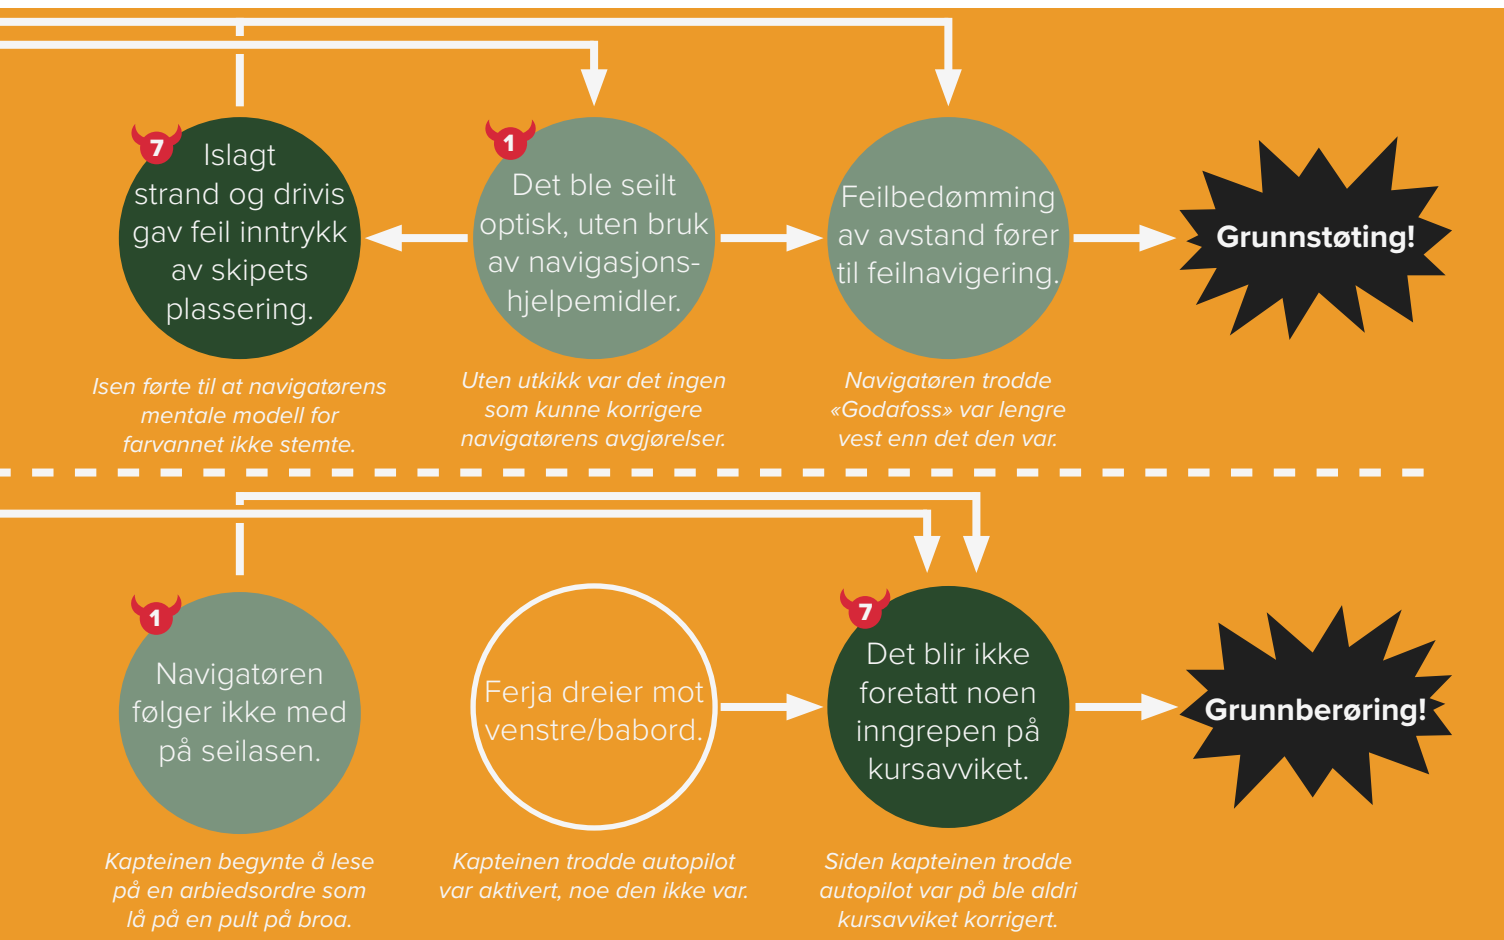 7
Islagt
strand og drivis
gav feil inntrykk
av skipets
plassering.
Isen førte til at navigatørens
mentale modell for
farvannet ikke stemte.
1
Det ble seilt
optisk, uten bruk
av navigasjons-
hjelpemidler.
Uten utkikk var det ingen
som kunne korrigere
navigatørens avgjørelser.
Feilbedømming
av avstand fører
til feilnavigering.
Navigatøren trodde
«Godafoss» var lengre
vest enn det den var.
Grunnstøting!
1
Navigatøren
følger ikke med
på seilasen.
Kapteinen begynte å lese
på en arbiedsordre som
lå på en pult på broa.
Ferja dreier mot
venstre/babord.
Kapteinen trodde autopilot
var aktivert, noe den ikke var.
7
Det blir ikke
foretatt noen
inngrepen på
kursavviket.
Siden kapteinen trodde
autopilot var på ble aldri
kursavviket korrigert.
Grunnberøring!